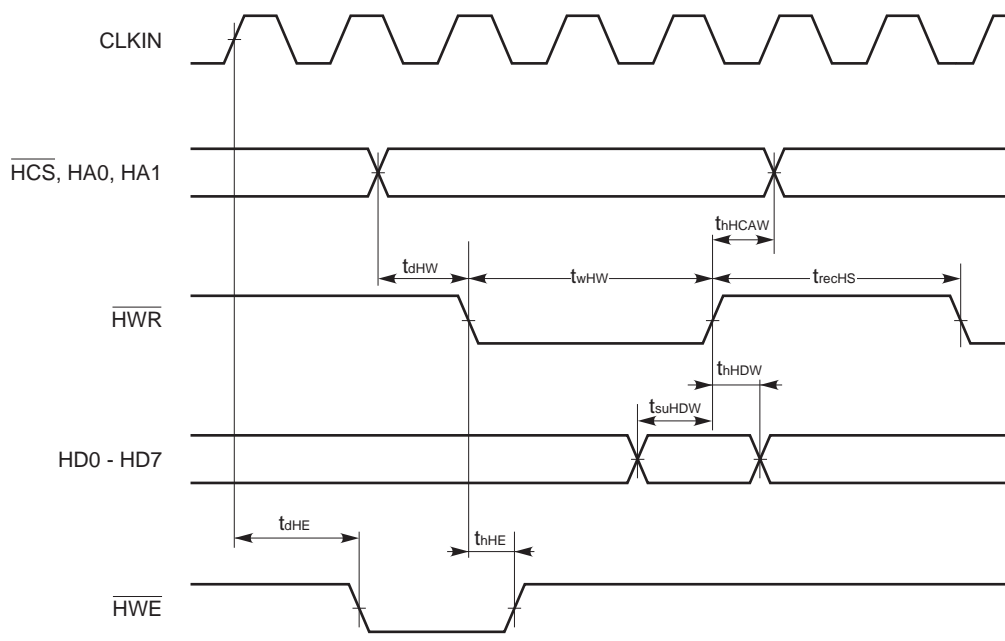 CLKIN
HCS, HA0, HA1
thHCAW
tdHW
twHW
trecHS
HWR
thHDW
tsuHDW
HD0 - HD7
tdHE
thHE
HWE